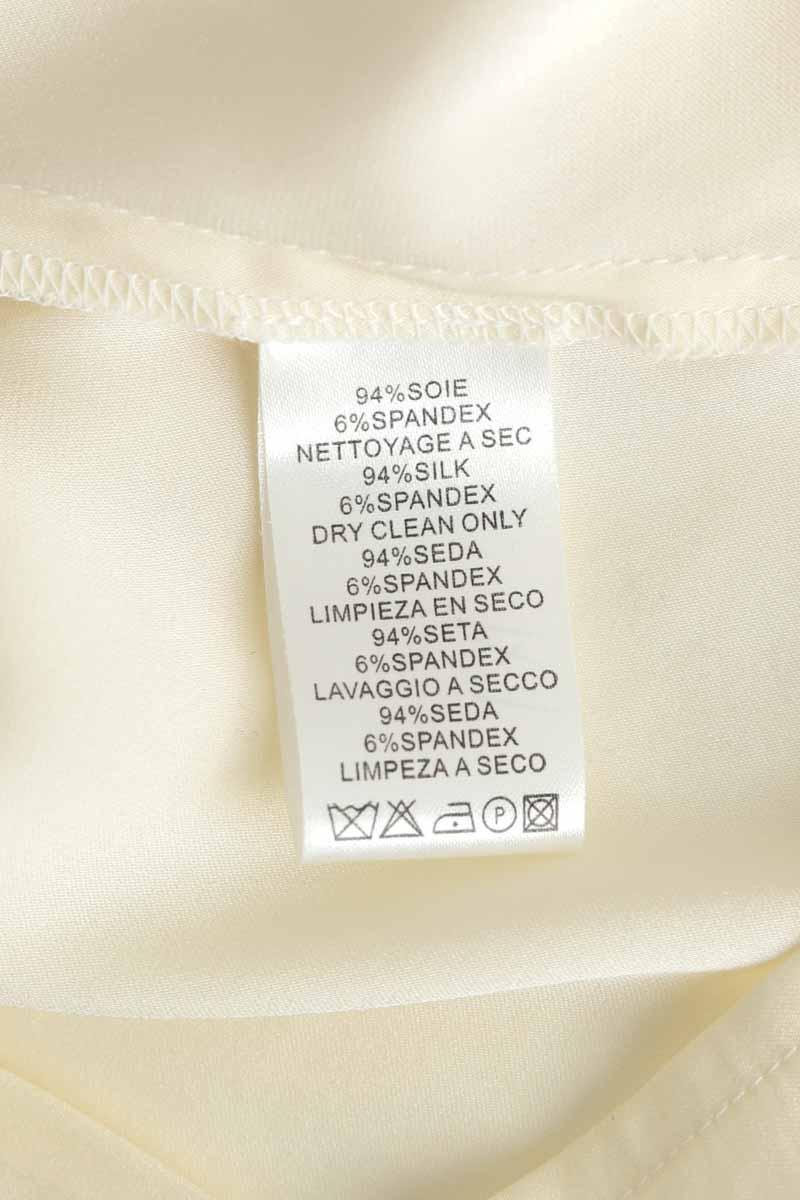 94%SOIE
6%SPANDEX
NETTOYAGE A SEC
94%SILK
6%SPANDEX
DRY CLEAN ONLY
94%SEDA
6%SPANDEX
LIMPIEZA EN SECO
94%SETA
6%SPANDEX
LAVAGGIO A SECCO
94%SEDA
6%SPANDEX
LIMPEZA A SECO
P